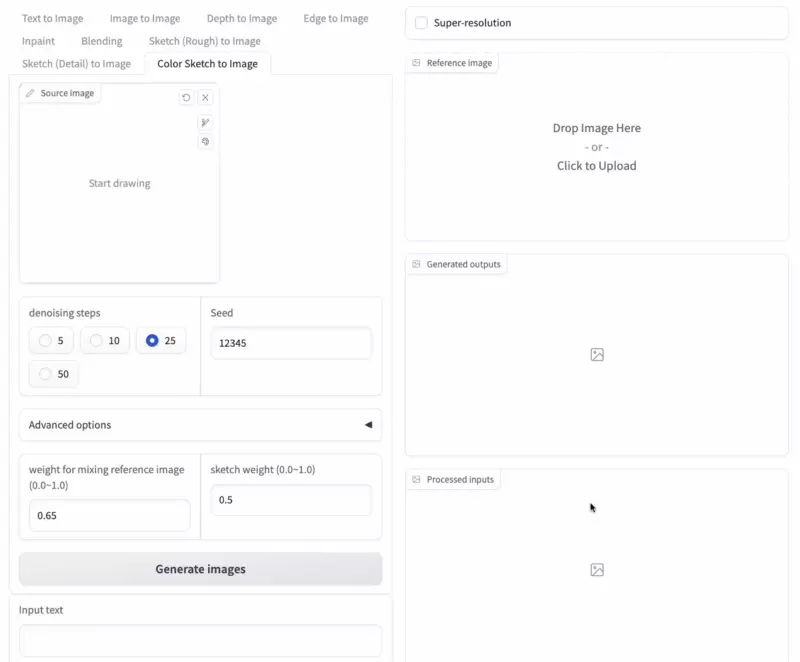 Text to Image
Image to Image
Depth to Image
Edge to Image
Inpaint
Blending
Sketch (Rough) to Image
Sketch (Detail) to Image
Color Sketch to Image
Source image
Start drawing
denoising steps
5
10
25
50
Seed
12345
Advanced options
weight for mixing reference image
(0.0~1.0)
0.65
sketch weight (0.0~1.0)
0.5
Generate images
Input text
Super-resolution
Reference image
Drop Image Here
- or -
Click to Upload
Generated outputs
Processed inputs